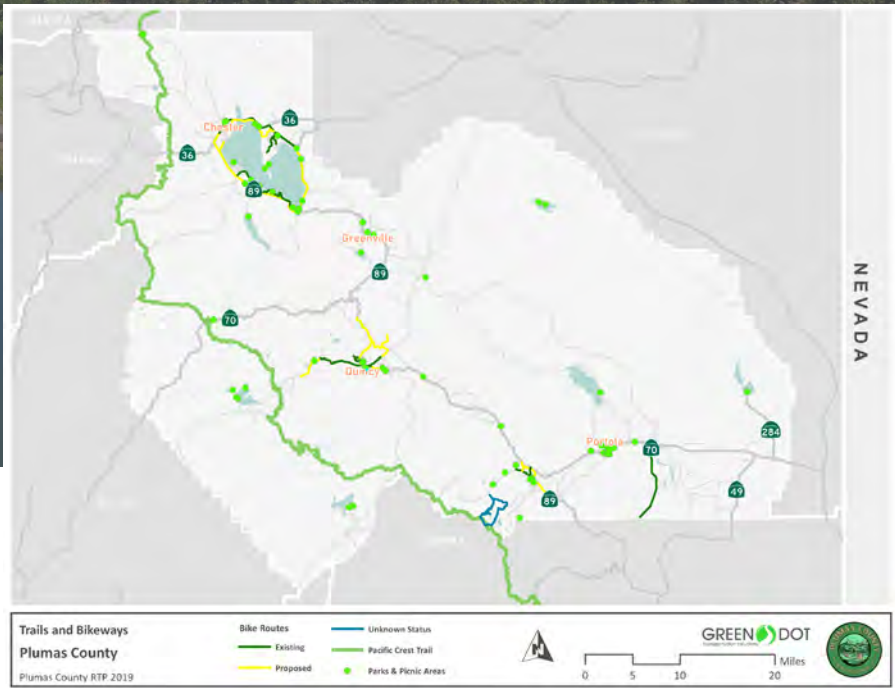 Chester
36
36
89
Greenville
89
70
Quincy
Portola
70
284
49
89
NEVADA
Trails and Bikeways
Plumas County
Plumas County RTP 2019
Bike Routes
Existing
Proposed
Unknown Status
Pacific Crest Trail
Parks & Picnic Areas
N
GREEN DOT
0 5 10 20 Miles
PLUMAS COUNTY